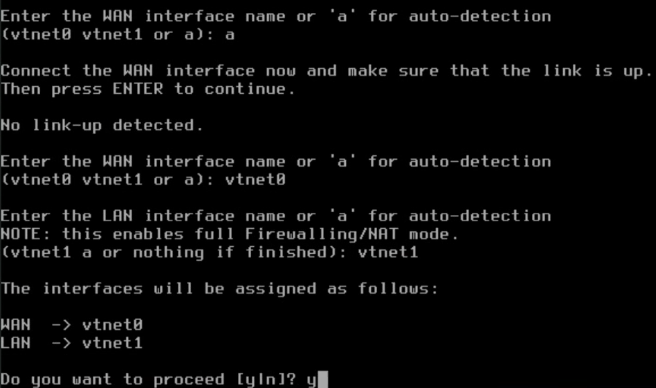 Enter the WAN interface name or 'a' for auto-detection
(vtnet0 vtnet1 or a): a
Connect the WAN interface now and make sure that the link is up.
Then press ENTER to continue.
No link-up detected.
Enter the WAN interface name or 'a' for auto-detection
(vtnet0 vtnet1 or a): vtnet0
Enter the LAN interface name or 'a' for auto-detection
NOTE: this enables full Firewalling/NAT mode.
(vtnet1 a or nothing if finished): vtnet1
The interfaces will be assigned as follows:
WAN  -> vtnet0
LAN  -> vtnet1
Do you want to proceed [y|n]? y